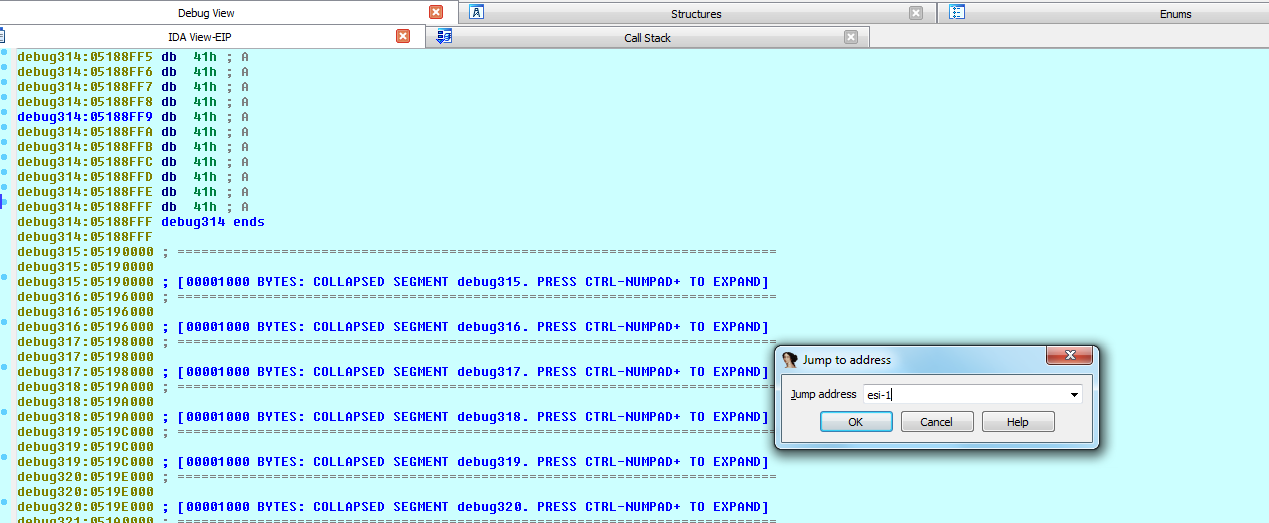 Debug View
Structures
Enums
IDA View-EIP
Call Stack
debug314:05188FF5 db 41h ; A
debug314:05188FF6 db 41h ; A
debug314:05188FF7 db 41h ; A
debug314:05188FF8 db 41h ; A
debug314:05188FF9 db 41h ; A
debug314:05188FFA db 41h ; A
debug314:05188FFB db 41h ; A
debug314:05188FFC db 41h ; A
debug314:05188FFD db 41h ; A
debug314:05188FFE db 41h ; A
debug314:05188FFF db 41h ; A
debug314:05188FFF debug314 ends
debug314:05188FFF
debug315:05190000 ; ===========================================================================
debug315:05190000
debug315:05190000 ; [00001000 BYTES: COLLAPSED SEGMENT debug315. PRESS CTRL-NUMPAD+ TO EXPAND]
debug316:05196000 ; ===========================================================================
debug316:05196000
debug316:05196000 ; [00001000 BYTES: COLLAPSED SEGMENT debug316. PRESS CTRL-NUMPAD+ TO EXPAND]
debug317:05198000 ; ===========================================================================
debug317:05198000
debug317:05198000 ; [00001000 BYTES: COLLAPSED SEGMENT debug317. PRESS CTRL-NUMPAD+ TO EXPAND]
debug318:0519A000 ; ===========================================================================
debug318:0519A000
debug318:0519A000 ; [00001000 BYTES: COLLAPSED SEGMENT debug318. PRESS CTRL-NUMPAD+ TO EXPAND]
debug319:0519C000 ; ===========================================================================
debug319:0519C000
debug319:0519C000 ; [00001000 BYTES: COLLAPSED SEGMENT debug319. PRESS CTRL-NUMPAD+ TO EXPAND]
debug320:0519E000 ; ===========================================================================
debug320:0519E000
debug320:0519E000 ; [00001000 BYTES: COLLAPSED SEGMENT debug320. PRESS CTRL-NUMPAD+ TO EXPAND]
debug321:051A0000 ; ===========================================================================
Jump to address
Jump address esi-1
OK Cancel Help